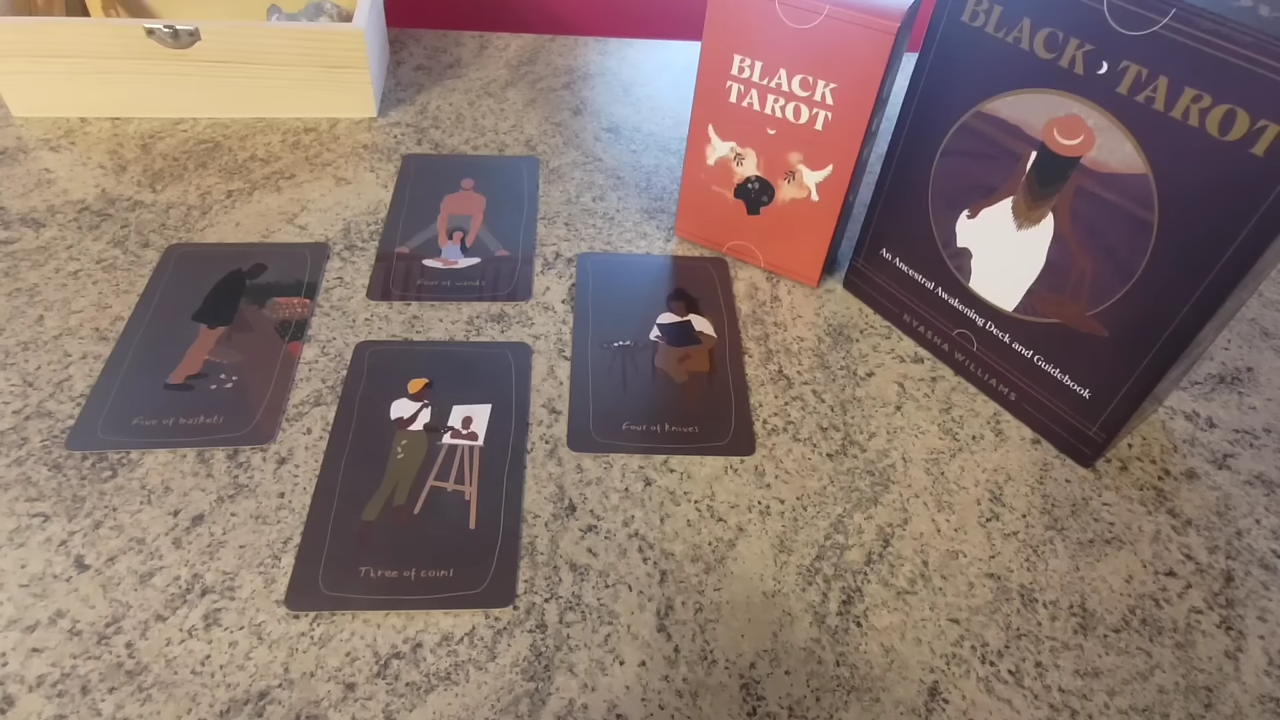 BLACK
TAROT
BLACK TAROT
An Ancestral Awakening Deck and Guidebook
NYASHA WILLIAMS
Four of wands
Five of baskets
Four of knives
Three of coins